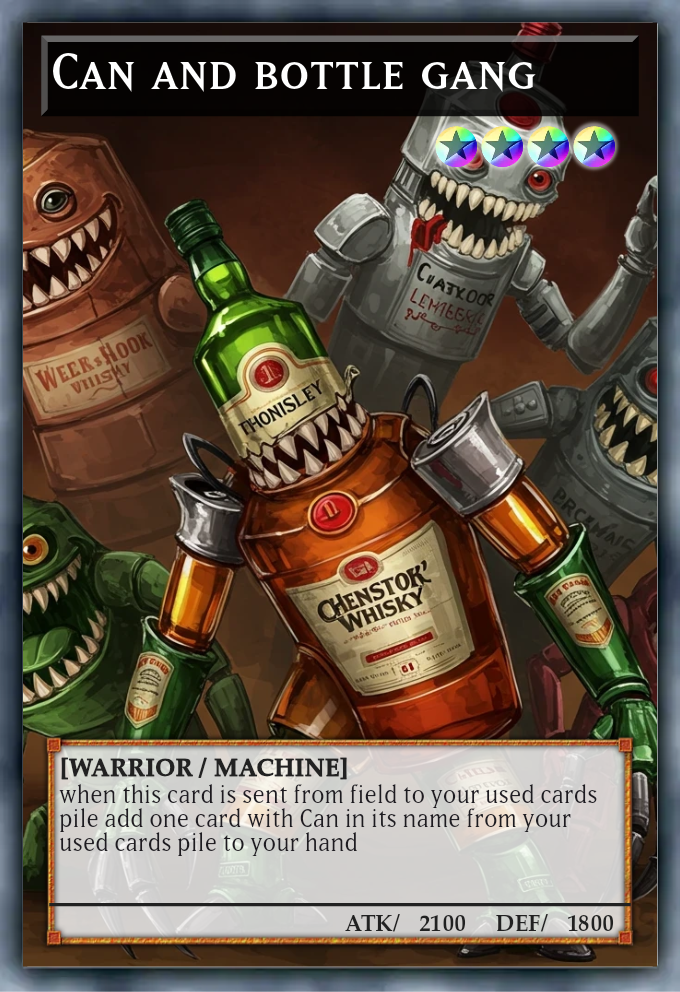 Can and bottle gang
CUATKOOR
WEEK & HOOK
WHISKY
THONISLEY
CHENSTOK'
WHISKY
[WARRIOR / MACHINE]
when this card is sent from field to your used cards
pile add one card with Can in its name from your
used cards pile to your hand
ATK/ 2100 DEF/ 1800